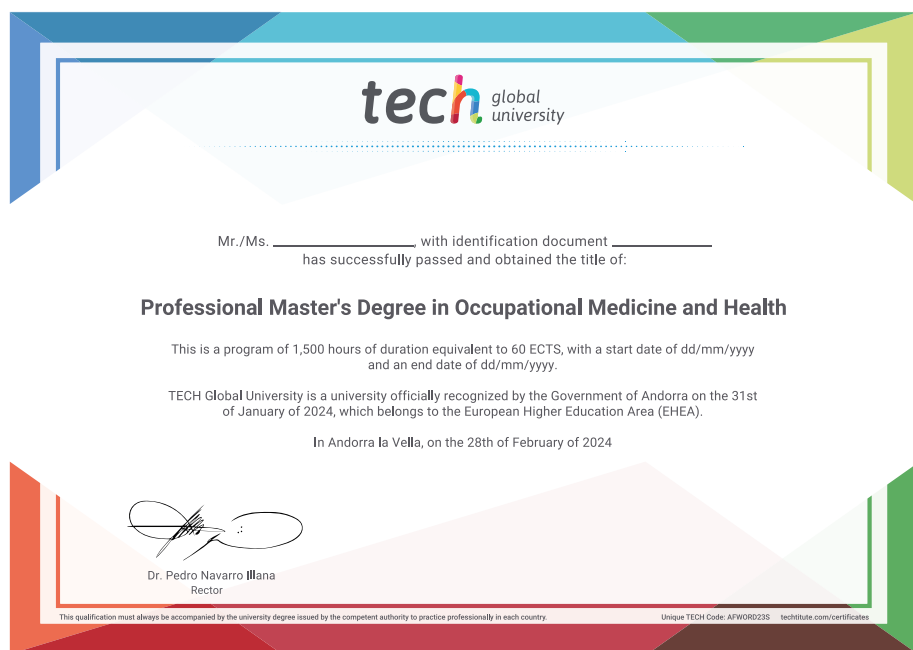 tech global
university
Mr./Ms. ____________________, with identification document ______________
has successfully passed and obtained the title of:
Professional Master's Degree in Occupational Medicine and Health
This is a program of 1,500 hours of duration equivalent to 60 ECTS, with a start date of dd/mm/yyyy
and an end date of dd/mm/yyyy.
TECH Global University is a university officially recognized by the Government of Andorra on the 31st
of January of 2024, which belongs to the European Higher Education Area (EHEA).
In Andorra la Vella, on the 28th of February of 2024
Dr. Pedro Navarro Illana
Rector
This qualification must always be accompanied by the university degree issued by the competent authority to practice professionally in each country. Unique TECH Code: AFWORD23S techtitute.com/certificates